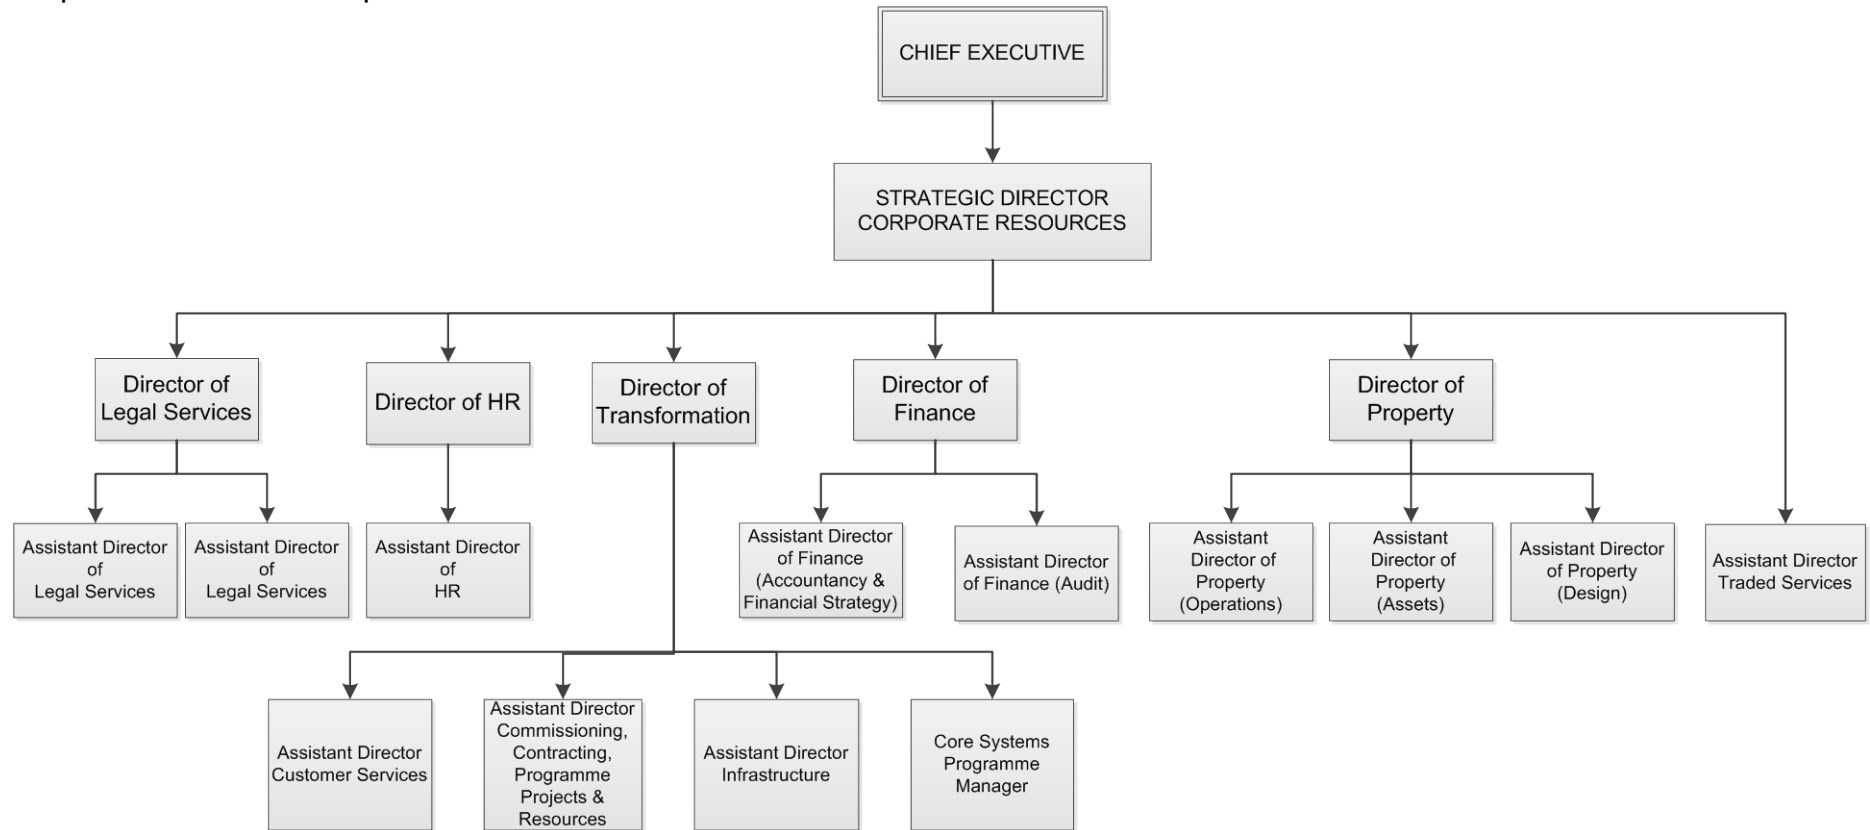 CHIEF EXECUTIVE
STRATEGIC DIRECTOR
CORPORATE RESOURCES
Director of
Legal Services
Director of HR
Director of
Transformation
Director of
Finance
Director of
Property
Assistant Director
of
Legal Services
Assistant Director
of
Legal Services
Assistant Director
of
HR
Assistant Director
of Finance
(Accountancy &
Financial Strategy)
Assistant Director
of Finance (Audit)
Assistant
Director of
Property
(Operations)
Assistant
Director of
Property
(Assets)
Assistant Director
of Property
(Design)
Assistant Director
Traded Services
Assistant Director
Customer Services
Assistant Director
Commissioning,
Contracting,
Programme
Projects &
Resources
Assistant Director
Infrastructure
Core Systems
Programme
Manager